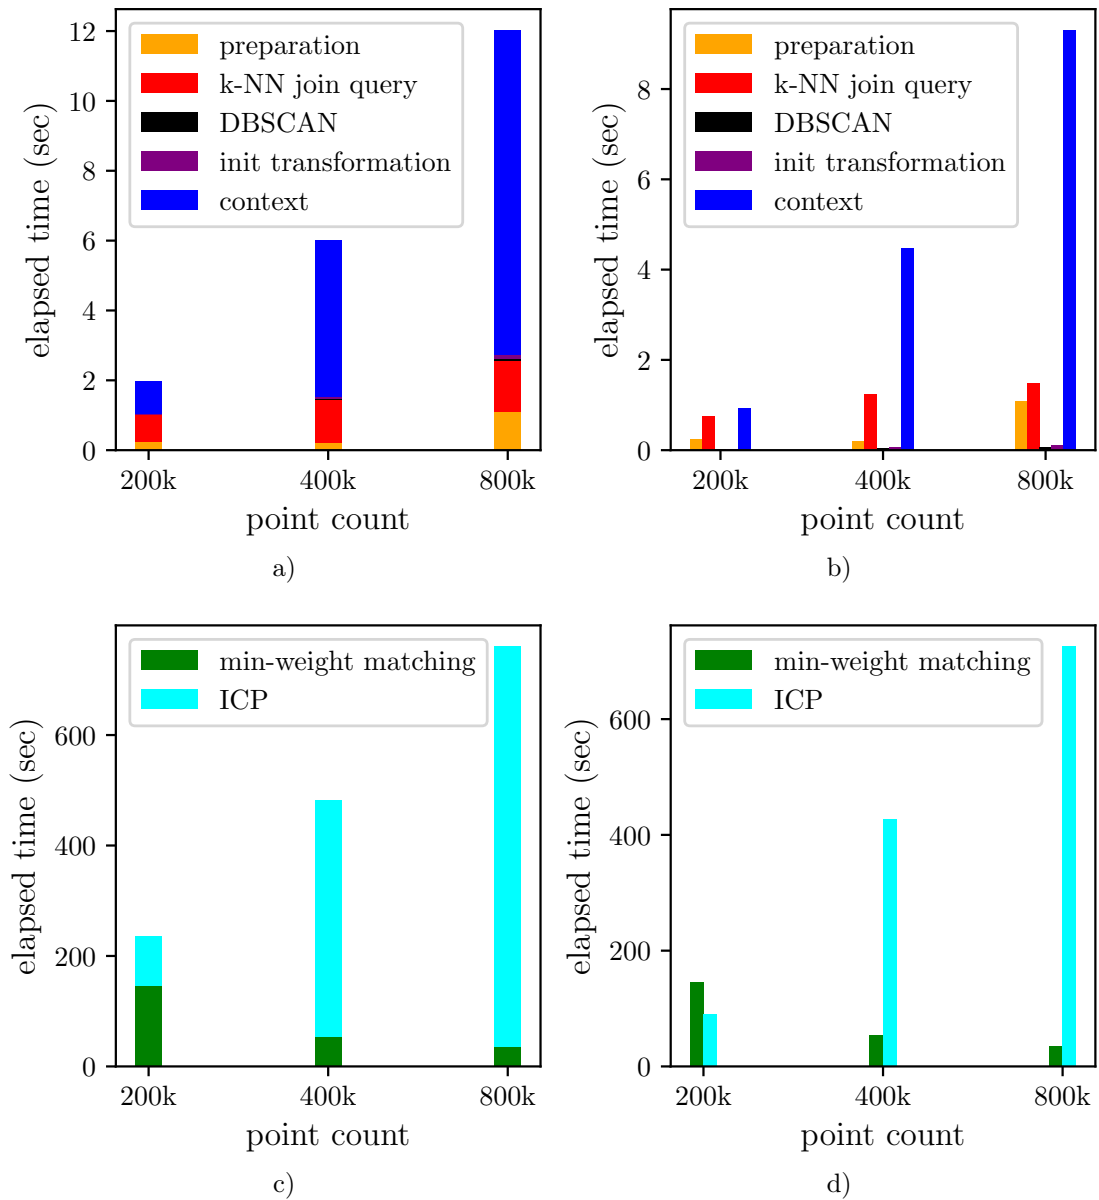 12
10
8
6
4
2
0
elapsed time (sec)
preparation
k-NN join query
DBSCAN
init transformation
context
200k 400k 800k
point count
a)
8
6
4
2
0
elapsed time (sec)
preparation
k-NN join query
DBSCAN
init transformation
context
200k 400k 800k
point count
b)
600
400
200
0
elapsed time (sec)
min-weight matching
ICP
200k 400k 800k
point count
c)
600
400
200
0
elapsed time (sec)
min-weight matching
ICP
200k 400k 800k
point count
d)